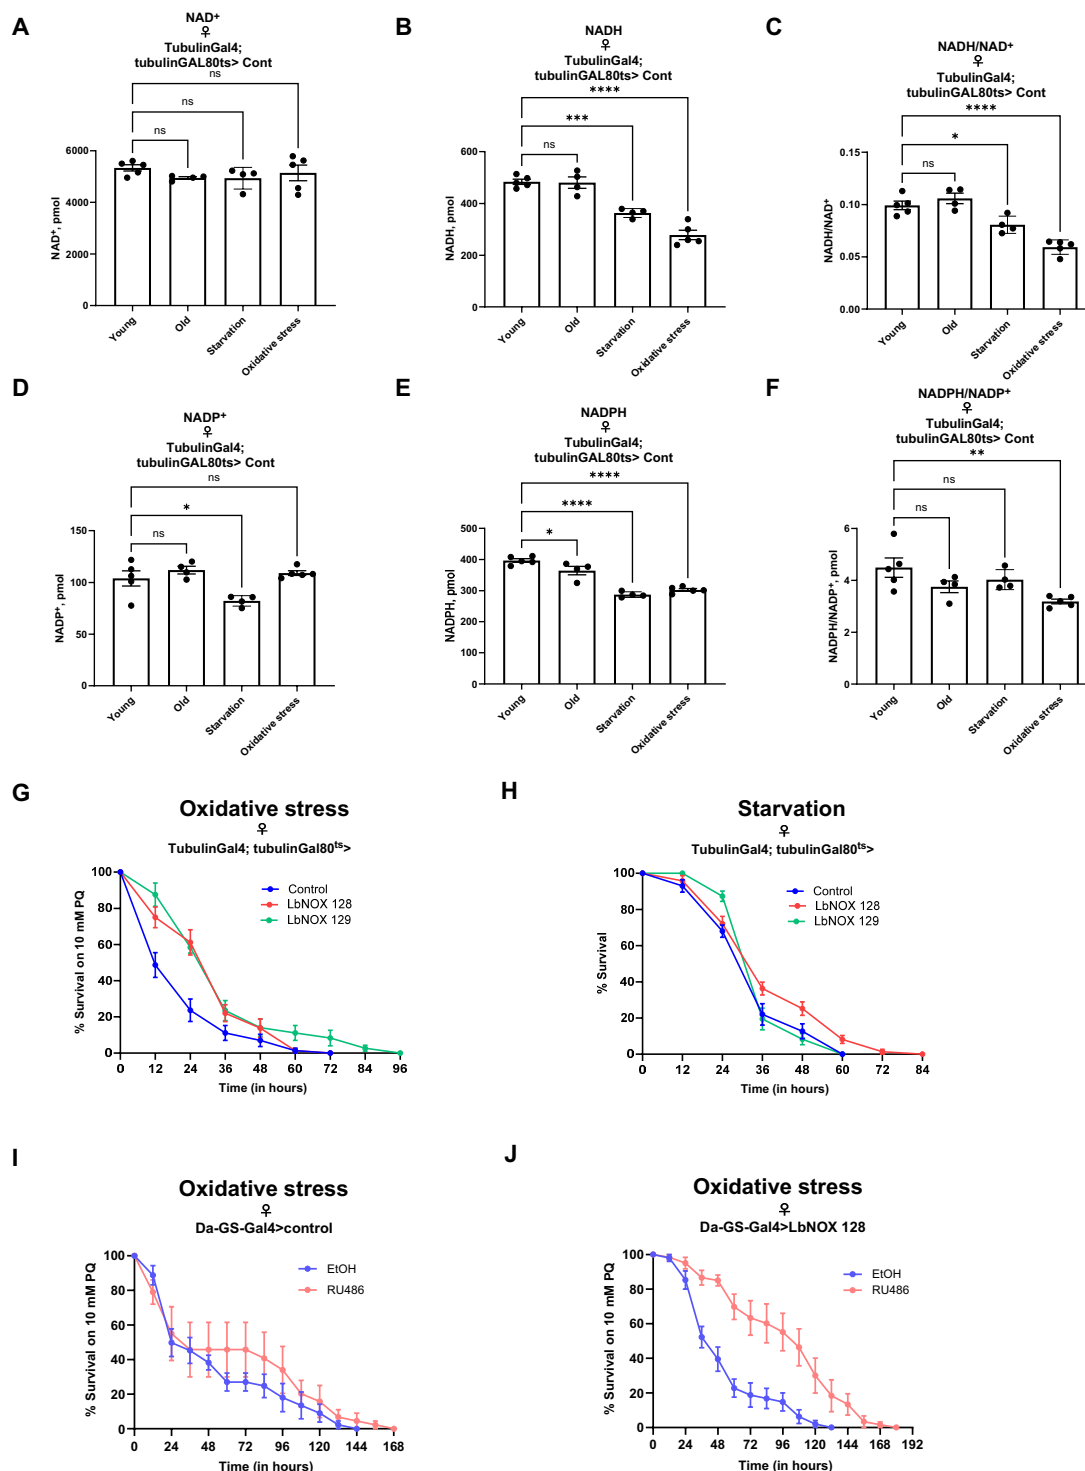 A
NAD⁺
♀
TubulinGal4;
tubulinGAL80ts> Cont
ns
ns
ns
6000
4000
2000
0
NAD⁺, pmol
Young
Old
Starvation
Oxidative stress
B
NADH
♀
TubulinGal4;
tubulinGAL80ts> Cont
****
***
ns
600
400
200
0
NADH, pmol
Young
Old
Starvation
Oxidative stress
C
NADH/NAD⁺
♀
TubulinGal4;
tubulinGAL80ts> Cont
****
*
ns
0.15
0.10
0.05
0.00
NADH/NAD⁺
Young
Old
Starvation
Oxidative stress
D
NADP⁺
♀
TubulinGal4;
tubulinGAL80ts> Cont
ns
*
ns
150
100
50
0
NADP⁺, pmol
Young
Old
Starvation
Oxidative stress
E
NADPH
♀
TubulinGal4;
tubulinGAL80ts> Cont
****
****
*
500
400
300
200
100
0
NADPH, pmol
Young
Old
Starvation
Oxidative stress
F
NADPH/NADP⁺
♀
TubulinGal4;
tubulinGAL80ts> Cont
**
ns
ns
6
4
2
0
NADPH/NADP⁺, pmol
Young
Old
Starvation
Oxidative stress
G
Oxidative stress
♀
TubulinGal4; tubulinGal80ᵗˢ>
Control
LbNOX 128
LbNOX 129
100
80
60
40
20
0
% Survival on 10 mM PQ
0 12 24 36 48 60 72 84 96
Time (in hours)
H
Starvation
♀
TubulinGal4; tubulinGal80ᵗˢ>
Control
LbNOX 128
LbNOX 129
100
80
60
40
20
0
% Survival
0 12 24 36 48 60 72 84
Time (in hours)
I
Oxidative stress
♀
Da-GS-Gal4>control
EtOH
RU486
100
80
60
40
20
0
% Survival on 10 mM PQ
0 24 48 72 96 120 144 168
Time (in hours)
J
Oxidative stress
♀
Da-GS-Gal4>LbNOX 128
EtOH
RU486
100
80
60
40
20
0
% Survival on 10 mM PQ
0 24 48 72 96 120 144 168 192
Time (in hours)